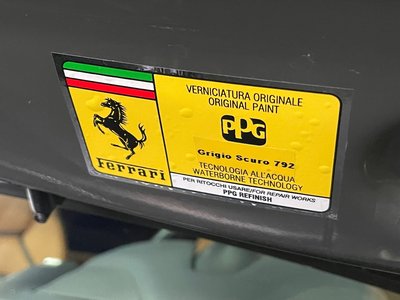 Ferrari
VERNICIATURA ORIGINALE
ORIGINAL PAINT
PPG
Grigio Scuro 792
TECNOLOGIA ALL'ACQUA
WATERBORNE TECHNOLOGY
PER RITOCCHI USARE/FOR REPAIR WORKS
PPG REFINISH